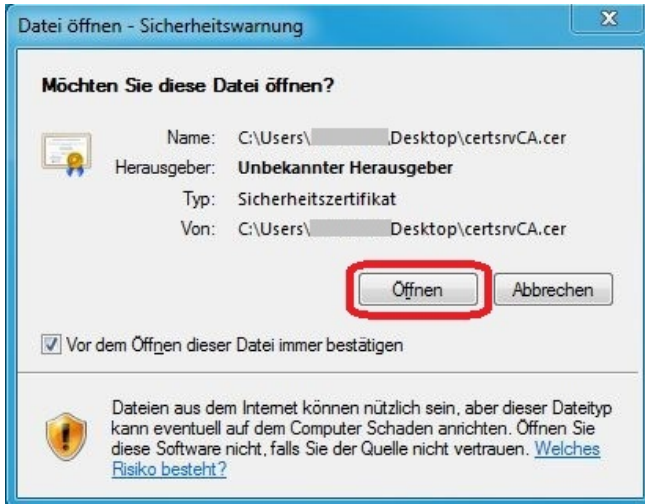 Datei öffnen - Sicherheitswarnung
Möchten Sie diese Datei öffnen?
Name: C:\Users\ Desktop\certsrvCA.cer
Herausgeber: Unbekannter Herausgeber
Typ: Sicherheitszertifikat
Von: C:\Users\ Desktop\certsrvCA.cer
Öffnen Abbrechen
Vor dem Öffnen dieser Datei immer bestätigen
Dateien aus dem Internet können nützlich sein, aber dieser Dateityp
kann eventuell auf dem Computer Schaden anrichten. Öffnen Sie
diese Software nicht, falls Sie der Quelle nicht vertrauen. Welches
Risiko besteht?